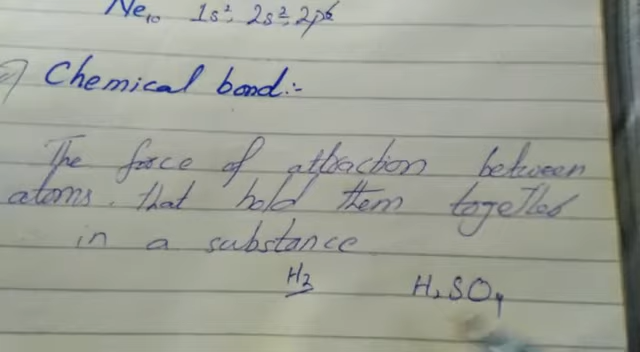 Ne₁₀ 1s², 2s², 2p⁶
Chemical bond:-
The force of attraction between
atoms. that hold them together
in a substance
H₂ H₂SO₄